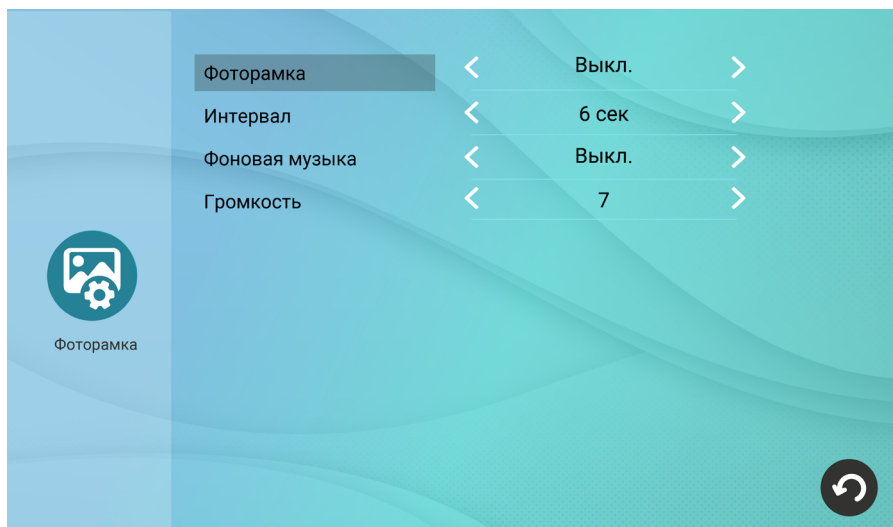 Фоторамка Выкл.
Интервал 6 сек
Фоновая музыка Выкл.
Громкость 7
Фоторамка